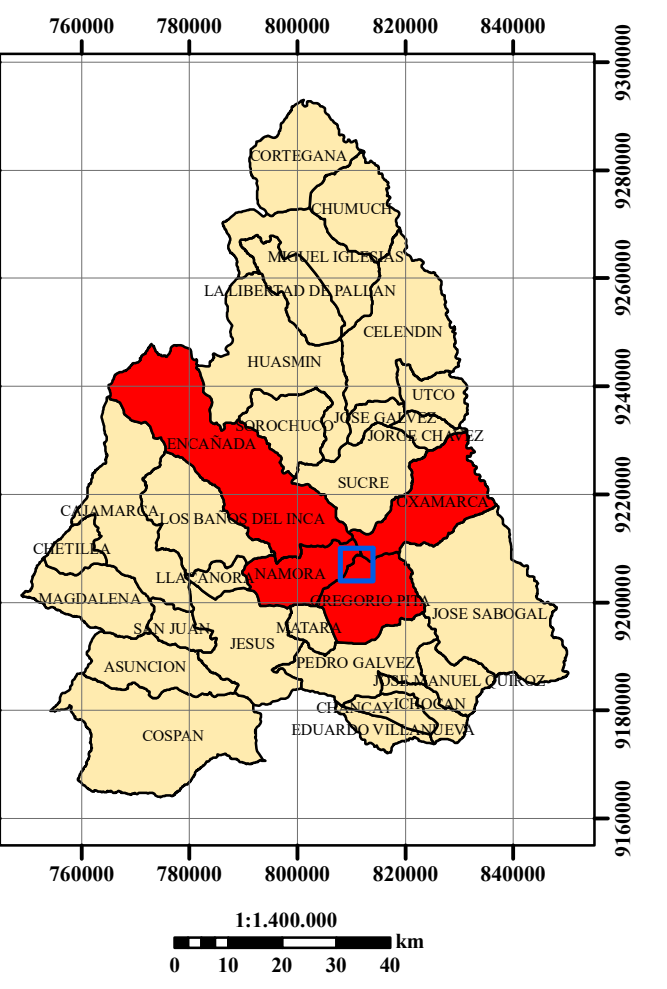 760000 780000 800000 820000 840000
9300000
CORTEGANA
9280000
CHUMUCH
MIGUEL IGLESIAS
9260000
LA LIBERTAD DE PALLAN
CELENDIN
HUASMIN
9240000
UTCO
JOSE GALVEZ
SOROCHUCO
JORGE CHAVEZ
ENCAÑADA
SUCRE
9220000
OXAMARCA
CAJAMARCA
LOS BAÑOS DEL INCA
CHETILLA
LLACANORA
NAMORA
9200000
MAGDALENA
GREGORIO PITA
JOSE SABOGAL
SAN JUAN
MATARA
JESUS
ASUNCION
PEDRO GALVEZ
JOSE MANUEL QUIROZ
9180000
CHANCAY
ICHOCAN
EDUARDO VILLANUEVA
COSPAN
9160000
760000 780000 800000 820000 840000
1:1.400.000
km
0 10 20 30 40